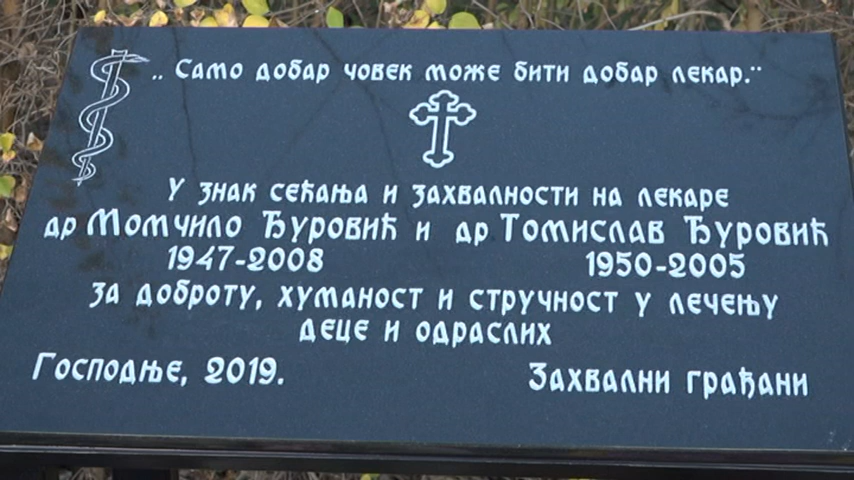 „ Само добар човек може бити добар лекар.¨
У знак сећања и захвалности на лекаре
др Момчило Ђуровић и др Томислав Ђуровић
1947-2008 1950-2005
за доброту, хуманост и стручност у лечењу
деце и одраслих
Господње, 2019. Захвални грађани